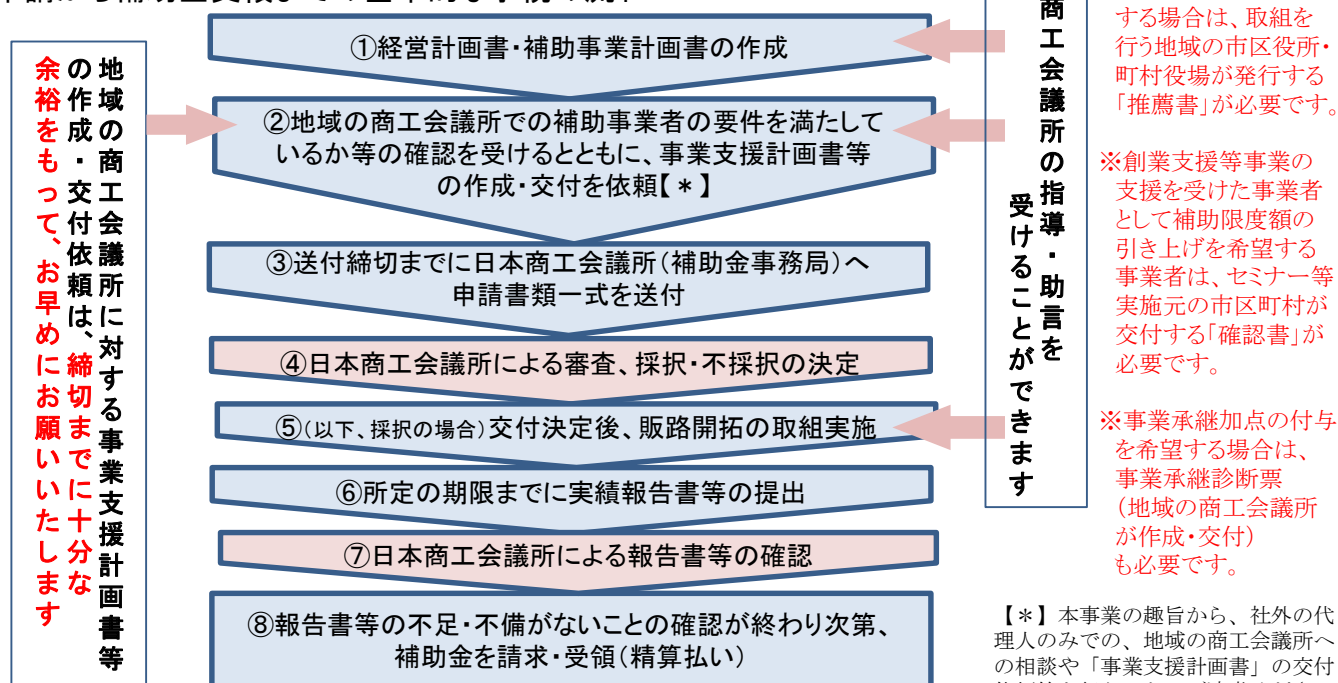 地域の商工会議所に対する事業支援計画書等
の作成・交付依頼は、締切までに十分な
余裕をもって、お早めにお願いいたします
①経営計画書・補助事業計画書の作成
②地域の商工会議所での補助事業者の要件を満たして
いるか等の確認を受けるとともに、事業支援計画書等
の作成・交付を依頼【＊】
③送付締切までに日本商工会議所（補助金事務局）へ
申請書類一式を送付
④日本商工会議所による審査、採択・不採択の決定
⑤（以下、採択の場合）交付決定後、販路開拓の取組実施
⑥所定の期限までに実績報告書等の提出
⑦日本商工会議所による報告書等の確認
⑧報告書等の不足・不備がないことの確認が終わり次第、
補助金を請求・受領（精算払い）
商工会議所の指導・助言を
受けることができます
する場合は、取組を
行う地域の市区役所・
町村役場が発行する
「推薦書」が必要です。
※創業支援等事業の
支援を受けた事業者
として補助限度額の
引き上げを希望する
事業者は、セミナー等
実施元の市区町村が
交付する「確認書」が
必要です。
※事業承継加点の付与
を希望する場合は、
事業承継診断票
（地域の商工会議所
が作成・交付）
も必要です。
【＊】本事業の趣旨から、社外の代
理人のみでの、地域の商工会議所へ
の相談や「事業支援計画書」の交付